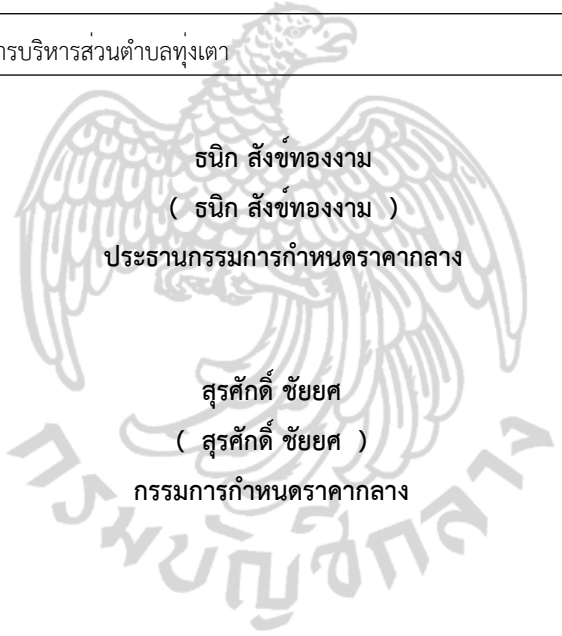 ารบริหารส่วนตำบลทุ่งเตา
ธนิก สังข์ทองงาม
( ธนิก สังข์ทองงาม )
ประธานกรรมการกำหนดราคากลาง
สุรศักดิ์ ชัยยศ
( สุรศักดิ์ ชัยยศ )
กรรมการกำหนดราคากลาง
กรมบัญชีกลาง